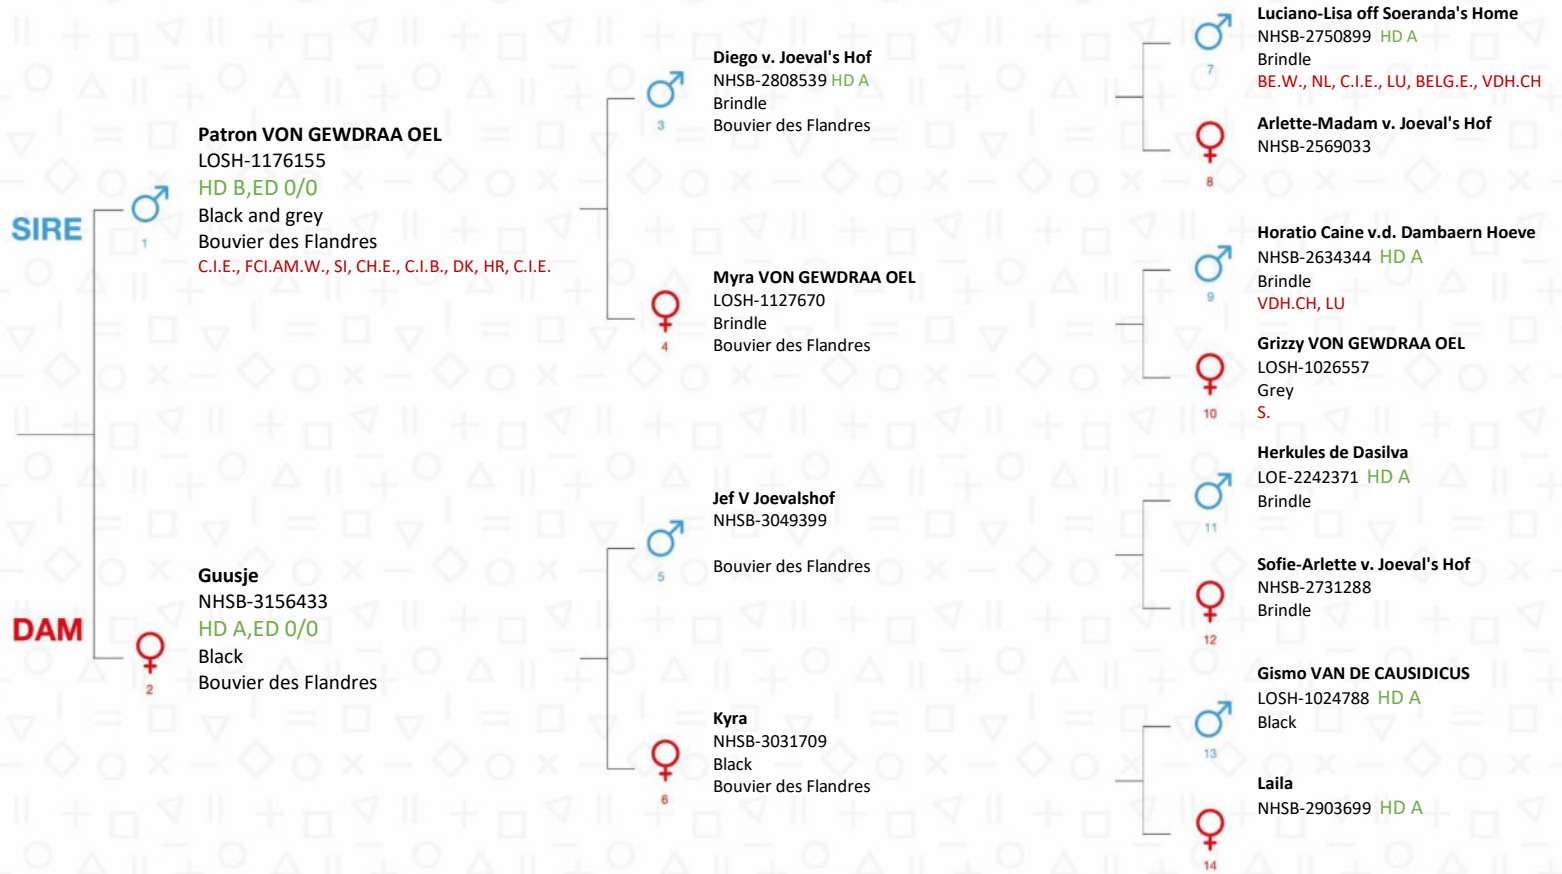 SIRE
1
Patron VON GEWDRAA OEL
LOSH-1176155
HD B,ED 0/0
Black and grey
Bouvier des Flandres
C.I.E., FCI.AM.W., SI, CH.E., C.I.B., DK, HR, C.I.E.
DAM
2
Guusje
NHSB-3156433
HD A,ED 0/0
Black
Bouvier des Flandres
3
Diego v. Joeval's Hof
NHSB-2808539 HD A
Brindle
Bouvier des Flandres
4
Myra VON GEWDRAA OEL
LOSH-1127670
Brindle
Bouvier des Flandres
5
Jef V Joevalshof
NHSB-3049399
Bouvier des Flandres
6
Kyra
NHSB-3031709
Black
Bouvier des Flandres
7
Luciano-Lisa off Soeranda's Home
NHSB-2750899 HD A
Brindle
BE.W., NL, C.I.E., LU, BELG.E., VDH.CH
8
Arlette-Madam v. Joeval's Hof
NHSB-2569033
9
Horatio Caine v.d. Dambaern Hoeve
NHSB-2634344 HD A
Brindle
VDH.CH, LU
10
Grizzy VON GEWDRAA OEL
LOSH-1026557
Grey
S.
11
Herkules de Dasilva
LOE-2242371 HD A
Brindle
12
Sofie-Arlette v. Joeval's Hof
NHSB-2731288
Brindle
13
Gismo VAN DE CAUSIDICUS
LOSH-1024788 HD A
Black
14
Laila
NHSB-2903699 HD A